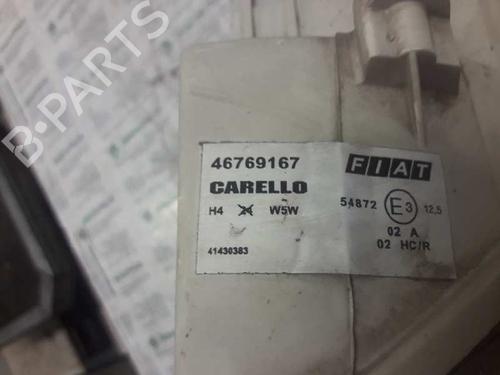 B-PARTS
46769167
FIAT
CARELLO
H4 W5W
54872 E3 12,5
02 A
02 HC/R
41430383